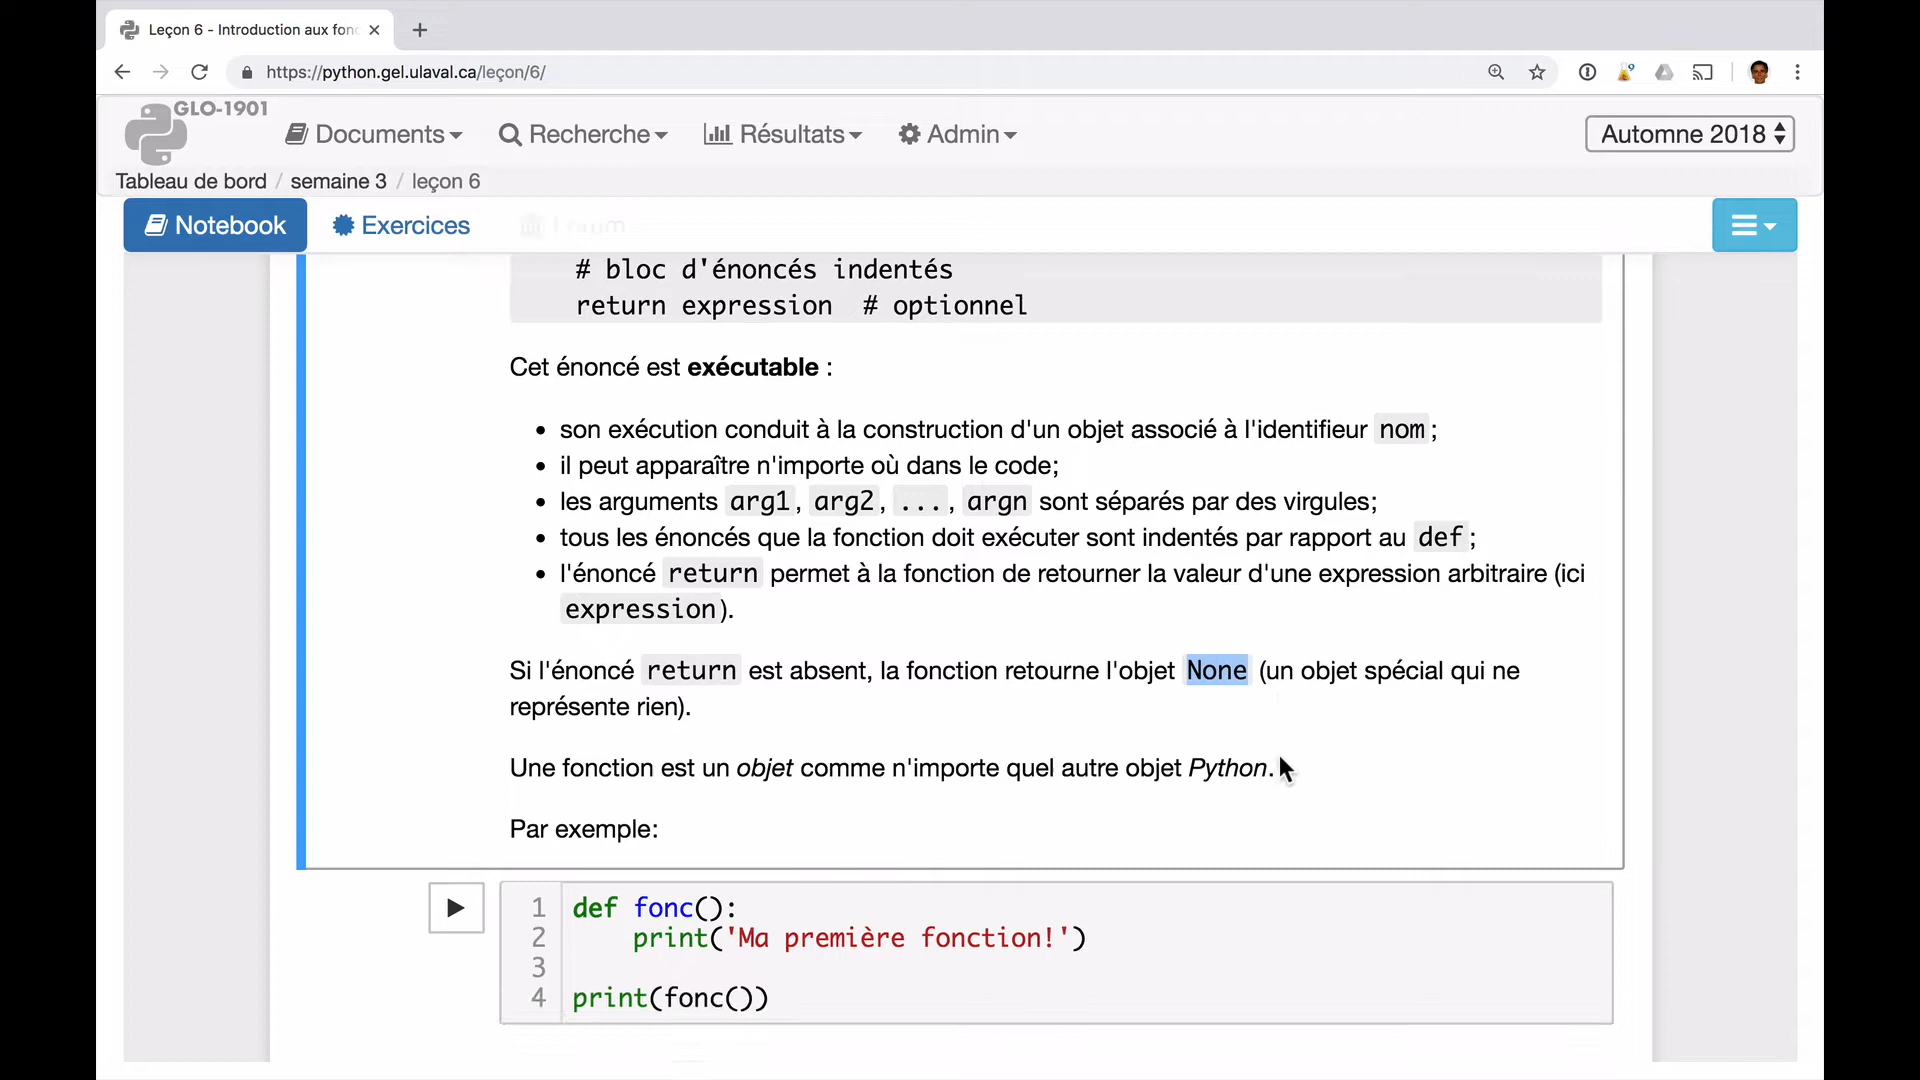 Leçon 6 - Introduction aux fonc
https://python.gel.ulaval.ca/leçon/6/
GLO-1901
Documents
Recherche
Résultats
Admin
Automne 2018
Tableau de bord / semaine 3 / leçon 6
Notebook
Exercices
# bloc d'énoncés indentés
return expression  # optionnel
Cet énoncé est exécutable :
• son exécution conduit à la construction d'un objet associé à l'identifieur nom;
• il peut apparaître n'importe où dans le code;
• les arguments arg1, arg2, ..., argn sont séparés par des virgules;
• tous les énoncés que la fonction doit exécuter sont indentés par rapport au def;
• l'énoncé return permet à la fonction de retourner la valeur d'une expression arbitraire (ici
expression).
Si l'énoncé return est absent, la fonction retourne l'objet None (un objet spécial qui ne
représente rien).
Une fonction est un objet comme n'importe quel autre objet Python.
Par exemple:
1 def fonc():
2     print('Ma première fonction!')
3
4 print(fonc())